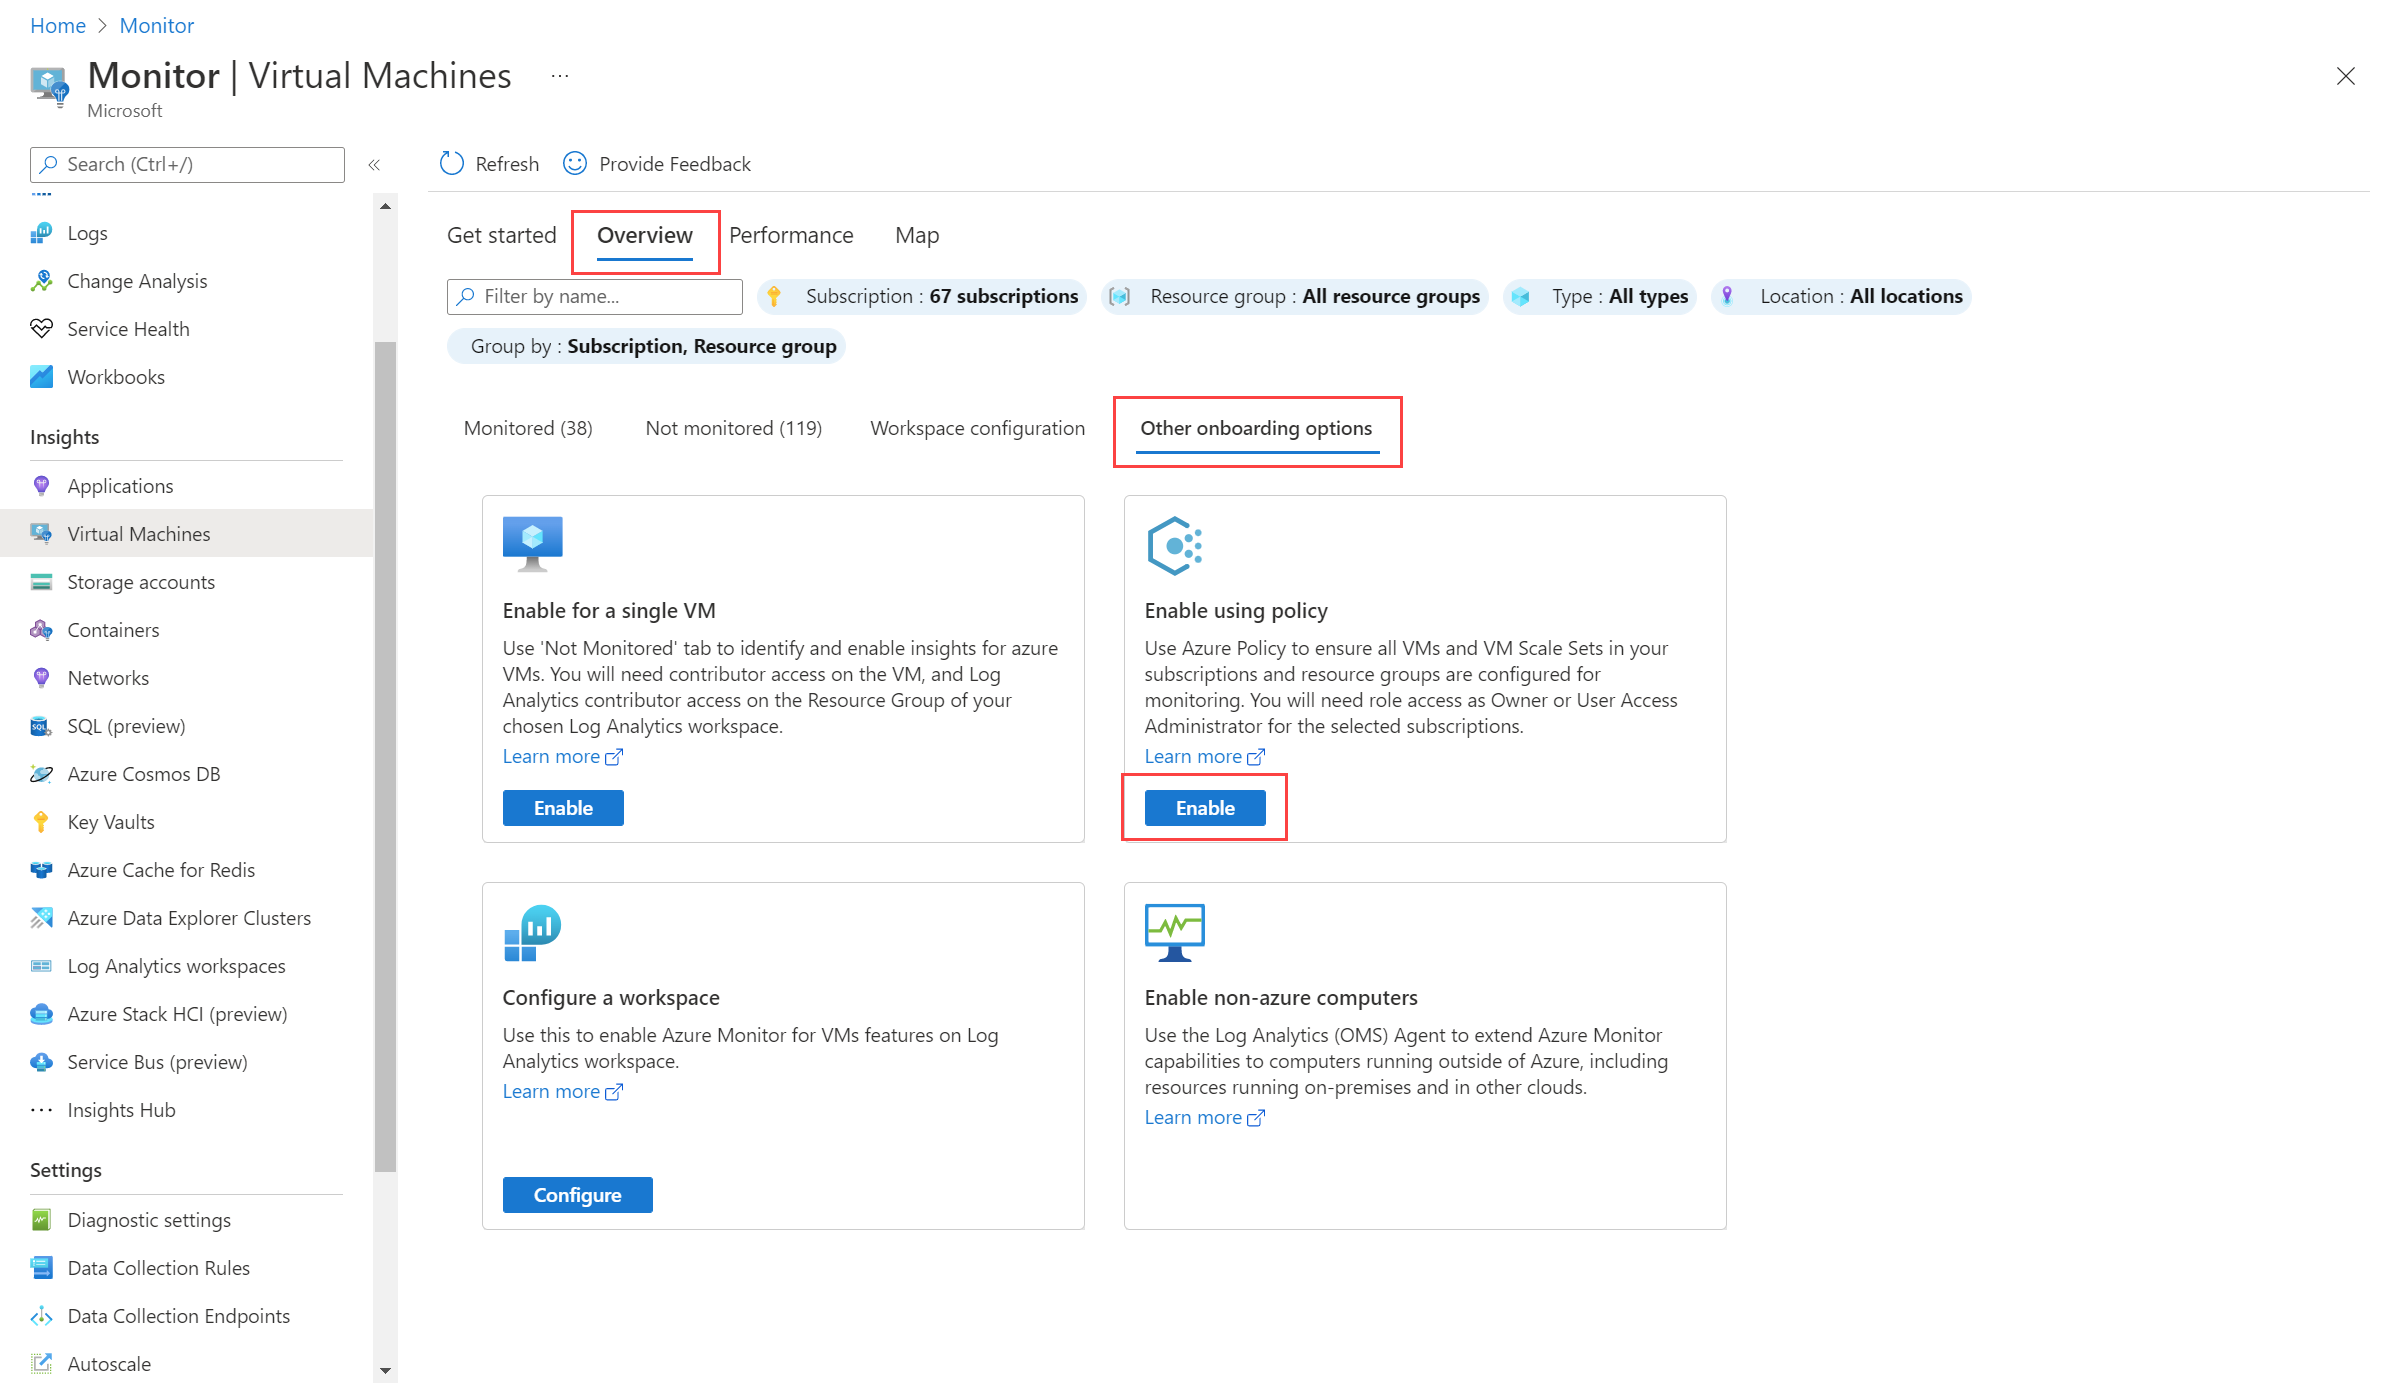 Home > Monitor
Monitor | Virtual Machines ...
Microsoft
Search (Ctrl+/)
«
Logs
Change Analysis
Service Health
Workbooks
Insights
Applications
Virtual Machines
Storage accounts
Containers
Networks
SQL (preview)
Azure Cosmos DB
Key Vaults
Azure Cache for Redis
Azure Data Explorer Clusters
Log Analytics workspaces
Azure Stack HCI (preview)
Service Bus (preview)
Insights Hub
Settings
Diagnostic settings
Data Collection Rules
Data Collection Endpoints
Autoscale
Refresh Provide Feedback
Get started Overview Performance Map
Filter by name... Subscription : 67 subscriptions Resource group : All resource groups Type : All types Location : All locations
Group by : Subscription, Resource group
Monitored (38) Not monitored (119) Workspace configuration Other onboarding options
Enable for a single VM
Use 'Not Monitored' tab to identify and enable insights for azure
VMs. You will need contributor access on the VM, and Log
Analytics contributor access on the Resource Group of your
chosen Log Analytics workspace.
Learn more
Enable
Enable using policy
Use Azure Policy to ensure all VMs and VM Scale Sets in your
subscriptions and resource groups are configured for
monitoring. You will need role access as Owner or User Access
Administrator for the selected subscriptions.
Learn more
Enable
Configure a workspace
Use this to enable Azure Monitor for VMs features on Log
Analytics workspace.
Learn more
Configure
Enable non-azure computers
Use the Log Analytics (OMS) Agent to extend Azure Monitor
capabilities to computers running outside of Azure, including
resources running on-premises and in other clouds.
Learn more